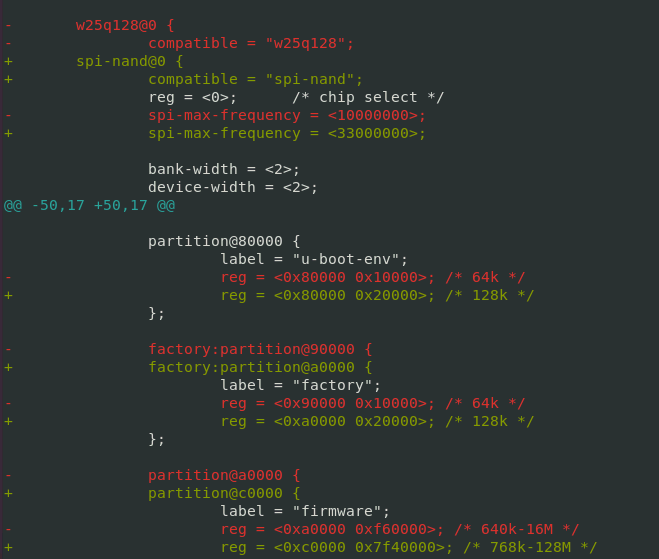 -       w25q128@0 {
-               compatible = "w25q128";
+       spi-nand@0 {
+               compatible = "spi-nand";
                reg = <0>;      /* chip select */
-               spi-max-frequency = <10000000>;
+               spi-max-frequency = <33000000>;
                bank-width = <2>;
                device-width = <2>;
@@ -50,17 +50,17 @@
                partition@80000 {
                        label = "u-boot-env";
-                       reg = <0x80000 0x10000>; /* 64k */
+                       reg = <0x80000 0x20000>; /* 128k */
                };
-               factory:partition@90000 {
+               factory:partition@a0000 {
                        label = "factory";
-                       reg = <0x90000 0x10000>; /* 64k */
+                       reg = <0xa0000 0x20000>; /* 128k */
                };
-               partition@a0000 {
+               partition@c0000 {
                        label = "firmware";
-                       reg = <0xa0000 0xf60000>; /* 640k-16M */
+                       reg = <0xc0000 0x7f40000>; /* 768k-128M */